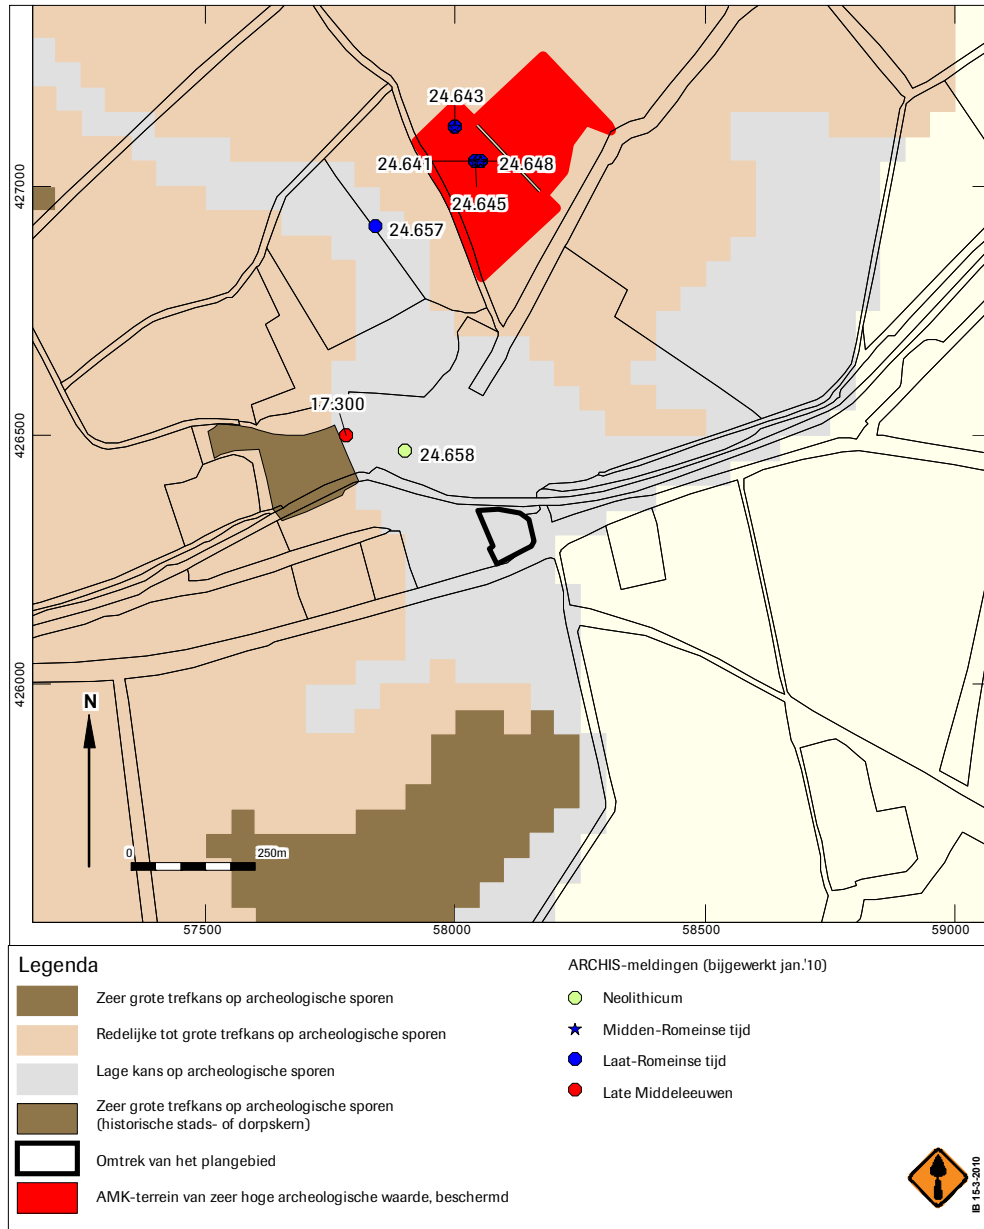 24.643
24.641
24.648
24.645
24.657
17.300
24.658
427000
426500
426000
N
0
250m
57500
58000
58500
59000
Legenda
Zeer grote trefkans op archeologische sporen
Redelijke tot grote trefkans op archeologische sporen
Lage kans op archeologische sporen
Zeer grote trefkans op archeologische sporen
(historische stads- of dorpskern)
Omtrek van het plangebied
AMK-terrein van zeer hoge archeologische waarde, beschermd
ARCHIS-meldingen (bijgewerkt jan.'10)
Neolithicum
Midden-Romeinse tijd
Laat-Romeinse tijd
Late Middeleeuwen
IB 15-3-2010